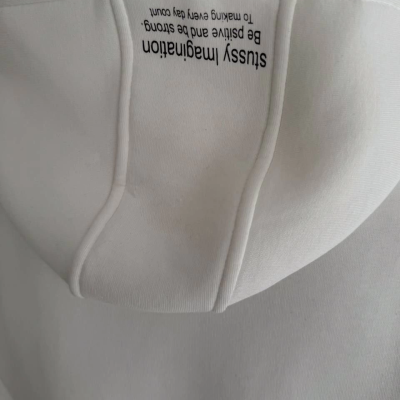 stussy Imagination
Be psitive and be strong.
To making every day count